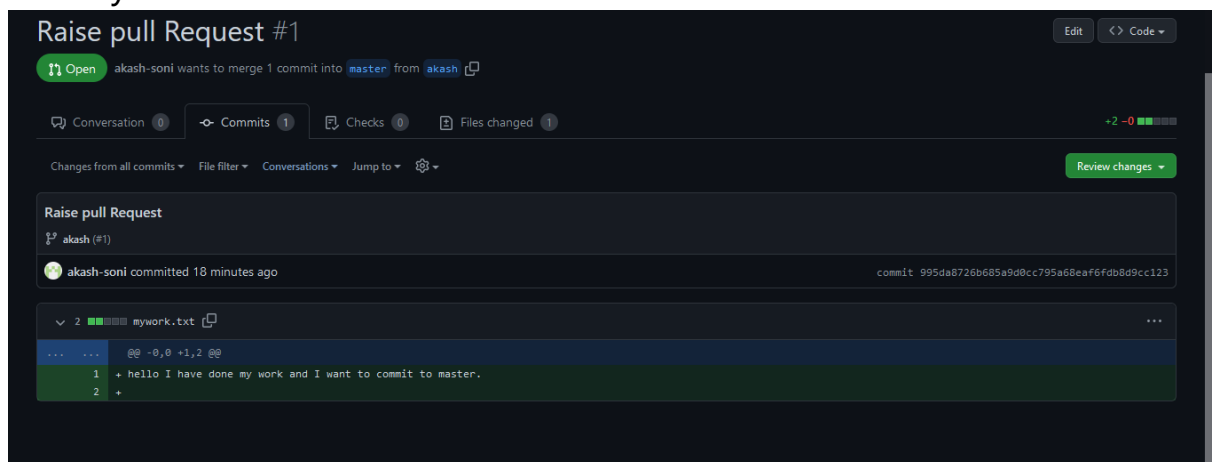 Raise pull Request #1
Edit
<> Code
Open
akash-soni wants to merge 1 commit into master from akash
Conversation 0
Commits 1
Checks 0
Files changed 1
+2 −0
Changes from all commits
File filter
Conversations
Jump to
Review changes
Raise pull Request
akash (#1)
akash-soni committed 18 minutes ago
commit 995da8726b685a9d0cc795a68eaf6fdb8d9cc123
2
mywork.txt
...
... ... @@ -0,0 +1,2 @@
1 + hello I have done my work and I want to commit to master.
2 +